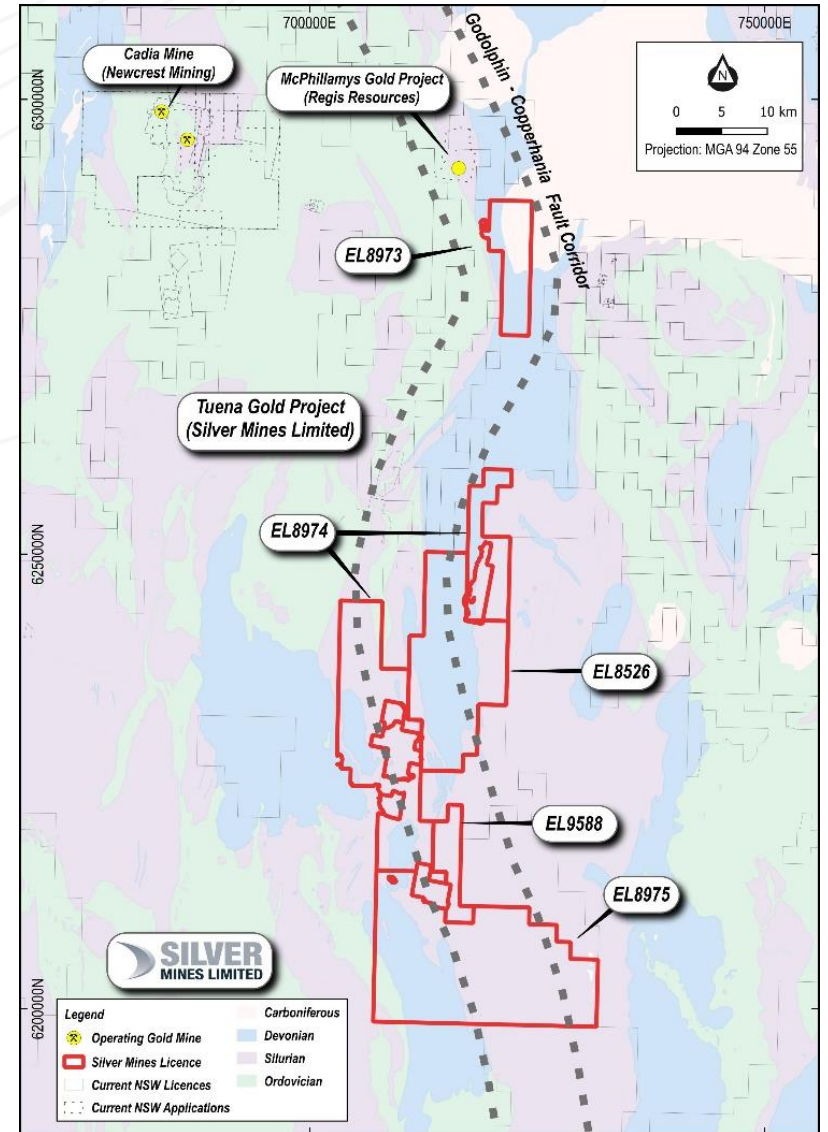 700000E
750000E
6300000N
6250000N
6200000N
Cadia Mine
(Newcrest Mining)
McPhillamys Gold Project
(Regis Resources)
Godolphin - Copperhania Fault Corridor
N
0 5 10 km
Projection: MGA 94 Zone 55
EL8973
Tuena Gold Project
(Silver Mines Limited)
EL8974
EL8526
EL9588
EL8975
SILVER
MINES LIMITED
Legend
Operating Gold Mine
Silver Mines Licence
Current NSW Licences
Current NSW Applications
Carboniferous
Devonian
Silurian
Ordovician